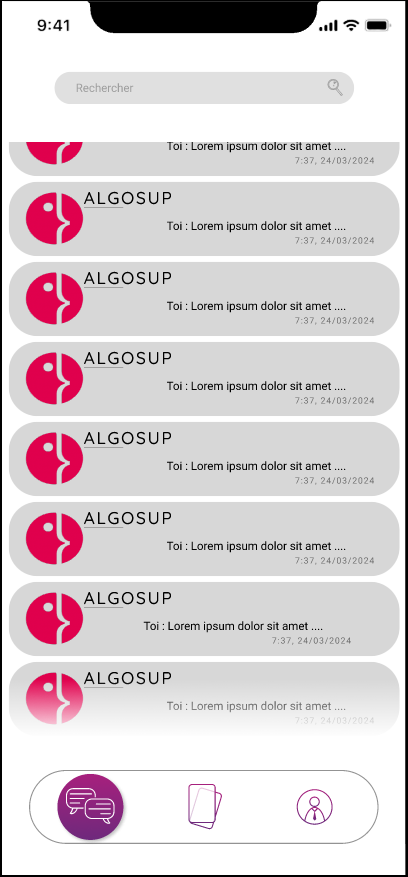 9:41
Rechercher
Toi : Lorem ipsum dolor sit amet ....
7:37, 24/03/2024
ALGOSUP
Toi : Lorem ipsum dolor sit amet ....
7:37, 24/03/2024
ALGOSUP
Toi : Lorem ipsum dolor sit amet ....
7:37, 24/03/2024
ALGOSUP
Toi : Lorem ipsum dolor sit amet ....
7:37, 24/03/2024
ALGOSUP
Toi : Lorem ipsum dolor sit amet ....
7:37, 24/03/2024
ALGOSUP
Toi : Lorem ipsum dolor sit amet ....
7:37, 24/03/2024
ALGOSUP
Toi : Lorem ipsum dolor sit amet ....
7:37, 24/03/2024
ALGOSUP
Toi : Lorem ipsum dolor sit amet ....
7:37, 24/03/2024